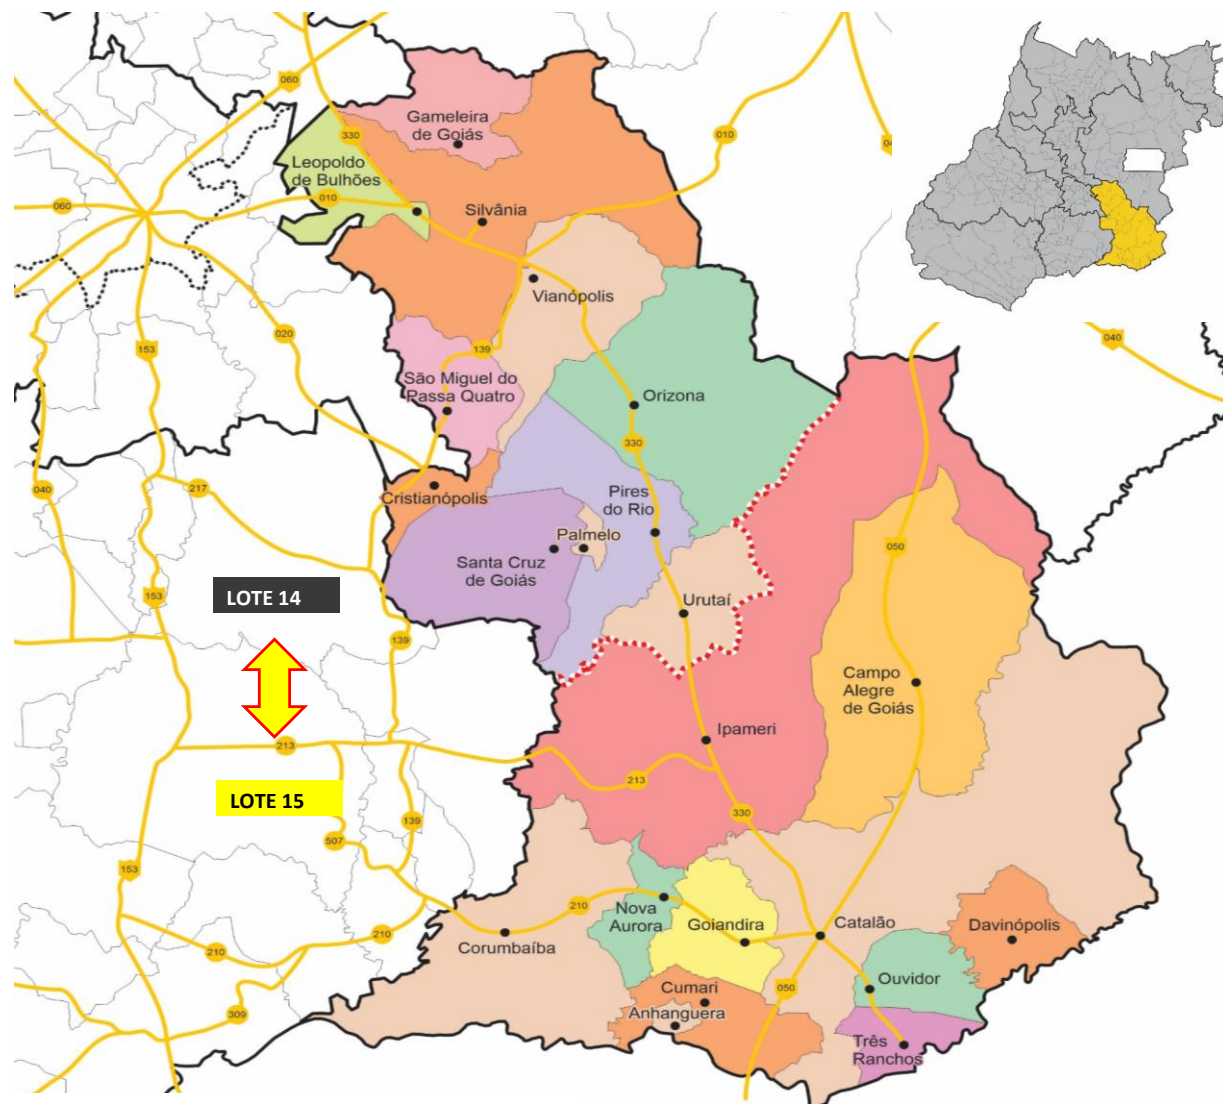 060
Gameleira
de Goiás
330
010
04
Leopoldo
de Bulhões
010
060
Silvânia
Vianópolis
020
153
139
040
São Miguel do
Passa Quatro
Orizona
330
040
217
Cristianópolis
Pires
do Rio
Palmelo
050
Santa Cruz
de Goiás
LOTE 14
153
Urutaí
139
Campo
Alegre
de Goiás
Ipameri
213
213
LOTE 15
330
139
507
153
210
Nova
Aurora
Goiandira
Catalão
Davinópolis
210
Corumbaíba
210
Ouvidor
Cumari
050
Anhanguera
309
Três
Ranchos